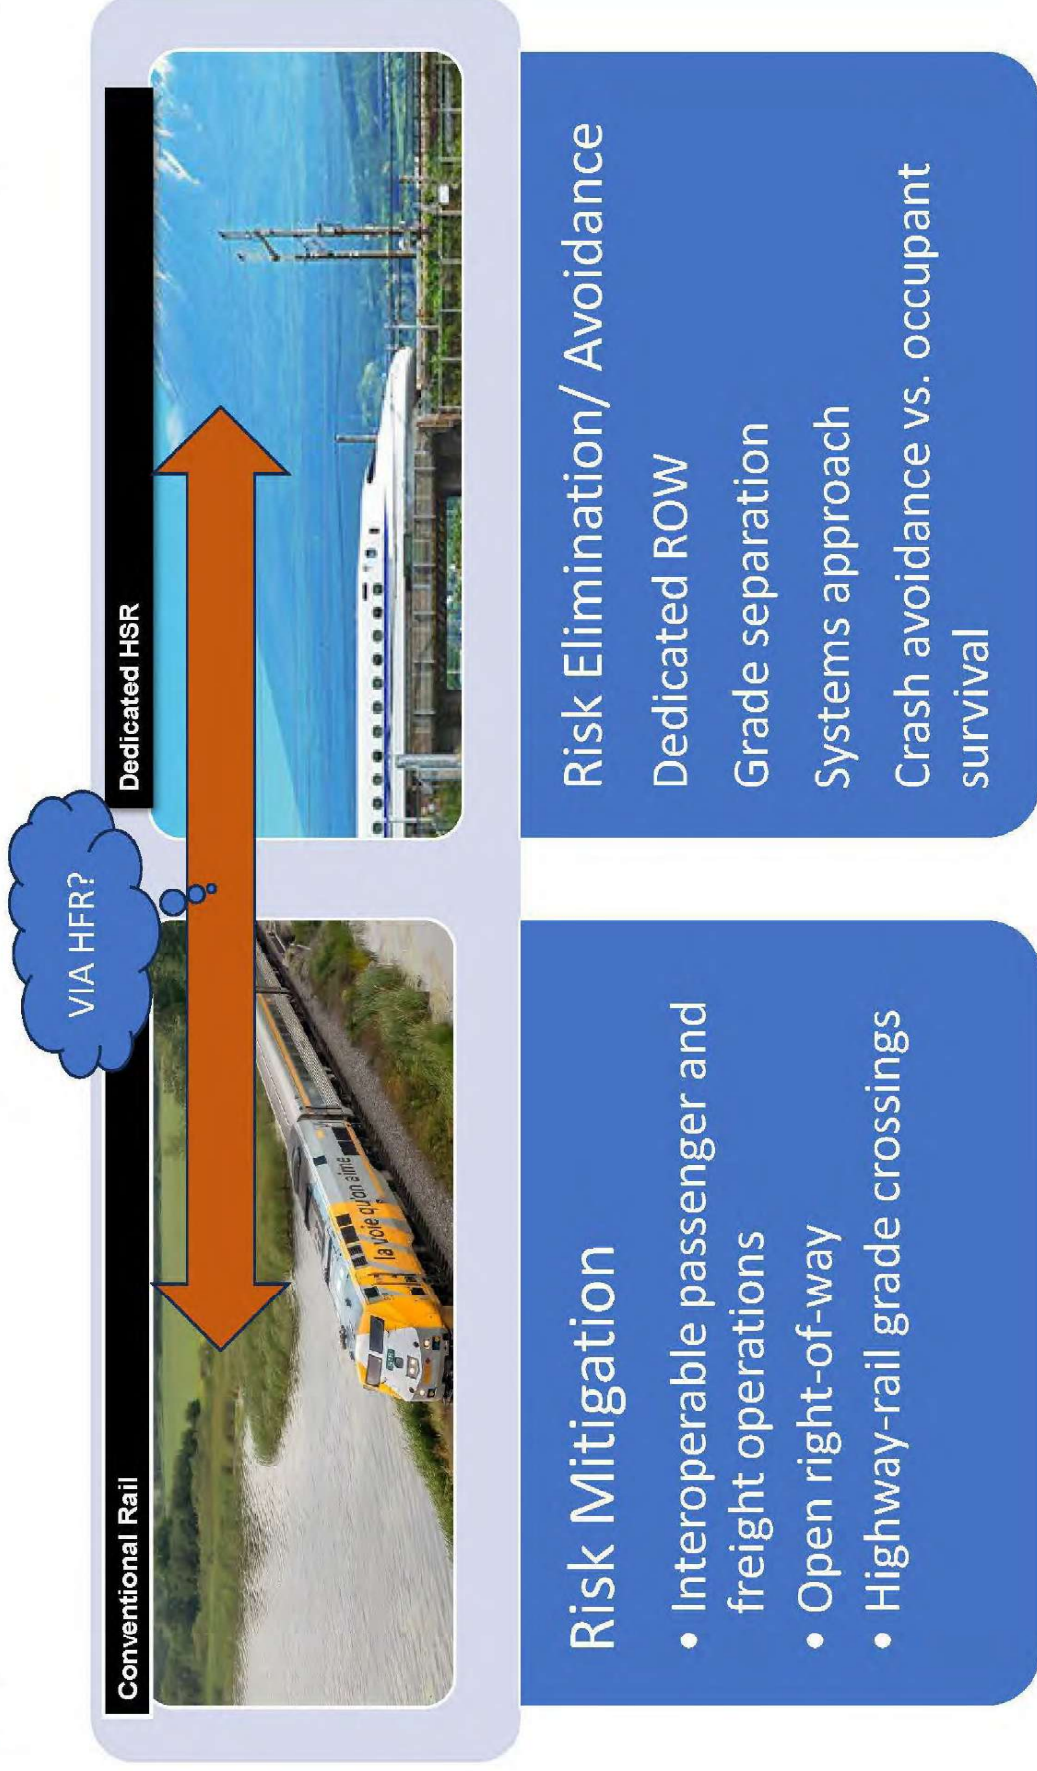 VIA HFR?
Conventional Rail
Dedicated HSR
la voie qu'on aime
Risk Mitigation
• Interoperable passenger and
freight operations
• Open right-of-way
• Highway-rail grade crossings
Risk Elimination/ Avoidance
Dedicated ROW
Grade separation
Systems approach
Crash avoidance vs. occupant
survival